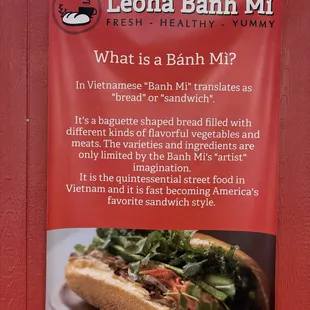 Leona Bánh Mì
FRESH - HEALTHY - YUMMY
What is a Bánh Mì?
In Vietnamese "Banh Mi" translates as
"bread" or "sandwich".
It's a baguette shaped bread filled with
different kinds of flavorful vegetables and
meats. The varieties and ingredients are
only limited by the Banh Mi's "artist"
imagination.
It is the quintessential street food in
Vietnam and it is fast becoming America's
favorite sandwich style.